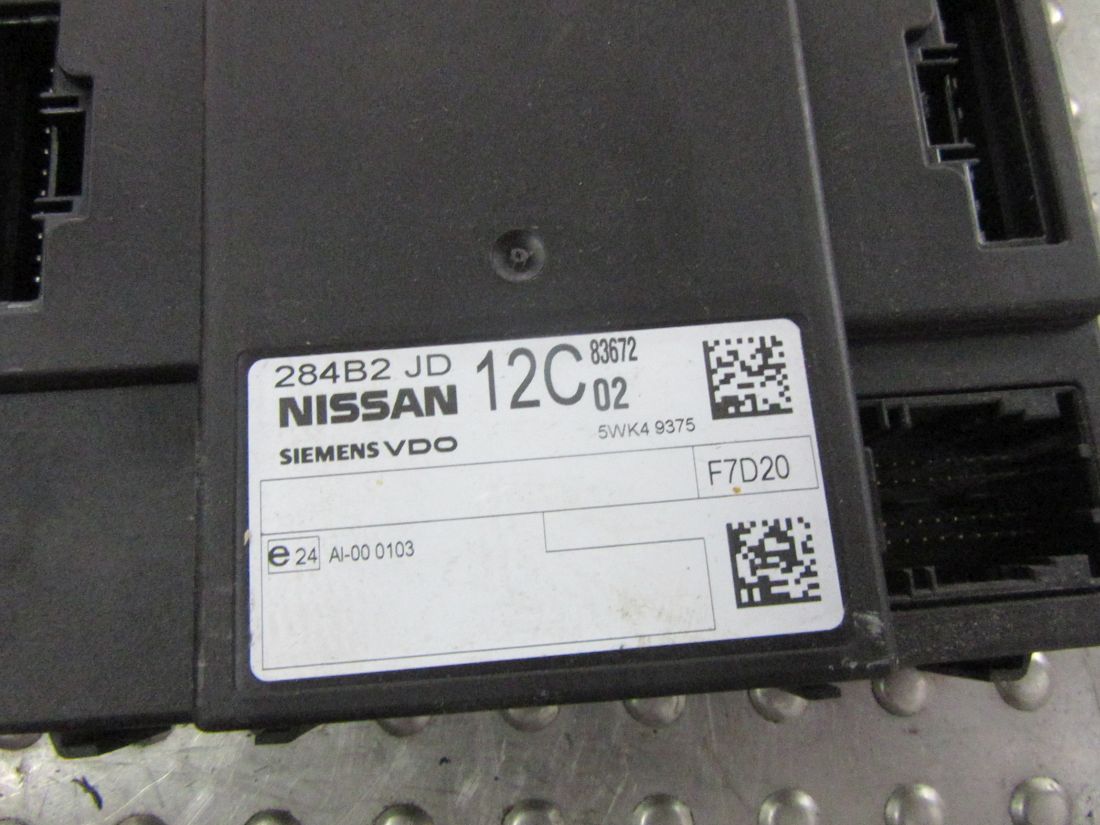 284B2 JD 12C 83672
NISSAN 02
SIEMENS VDO 5WK4 9375
F7D20
e 24 AI-00 0103